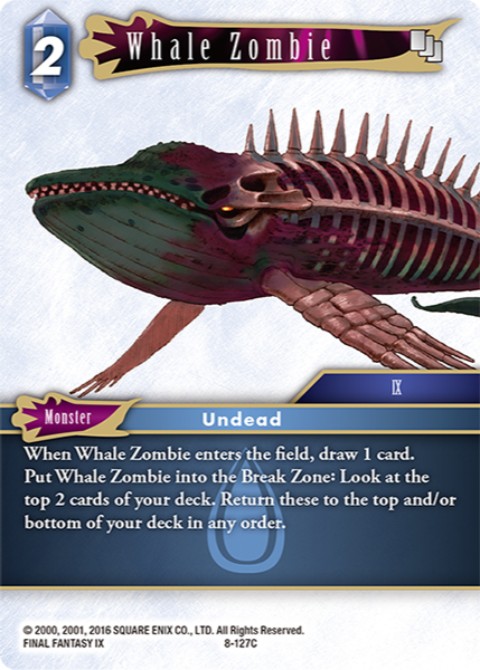 2
Whale Zombie
IX
Monster
Undead
When Whale Zombie enters the field, draw 1 card.
Put Whale Zombie into the Break Zone: Look at the
top 2 cards of your deck. Return these to the top and/or
bottom of your deck in any order.
© 2000, 2001, 2016 SQUARE ENIX CO., LTD. All Rights Reserved.
FINAL FANTASY IX
8-127C